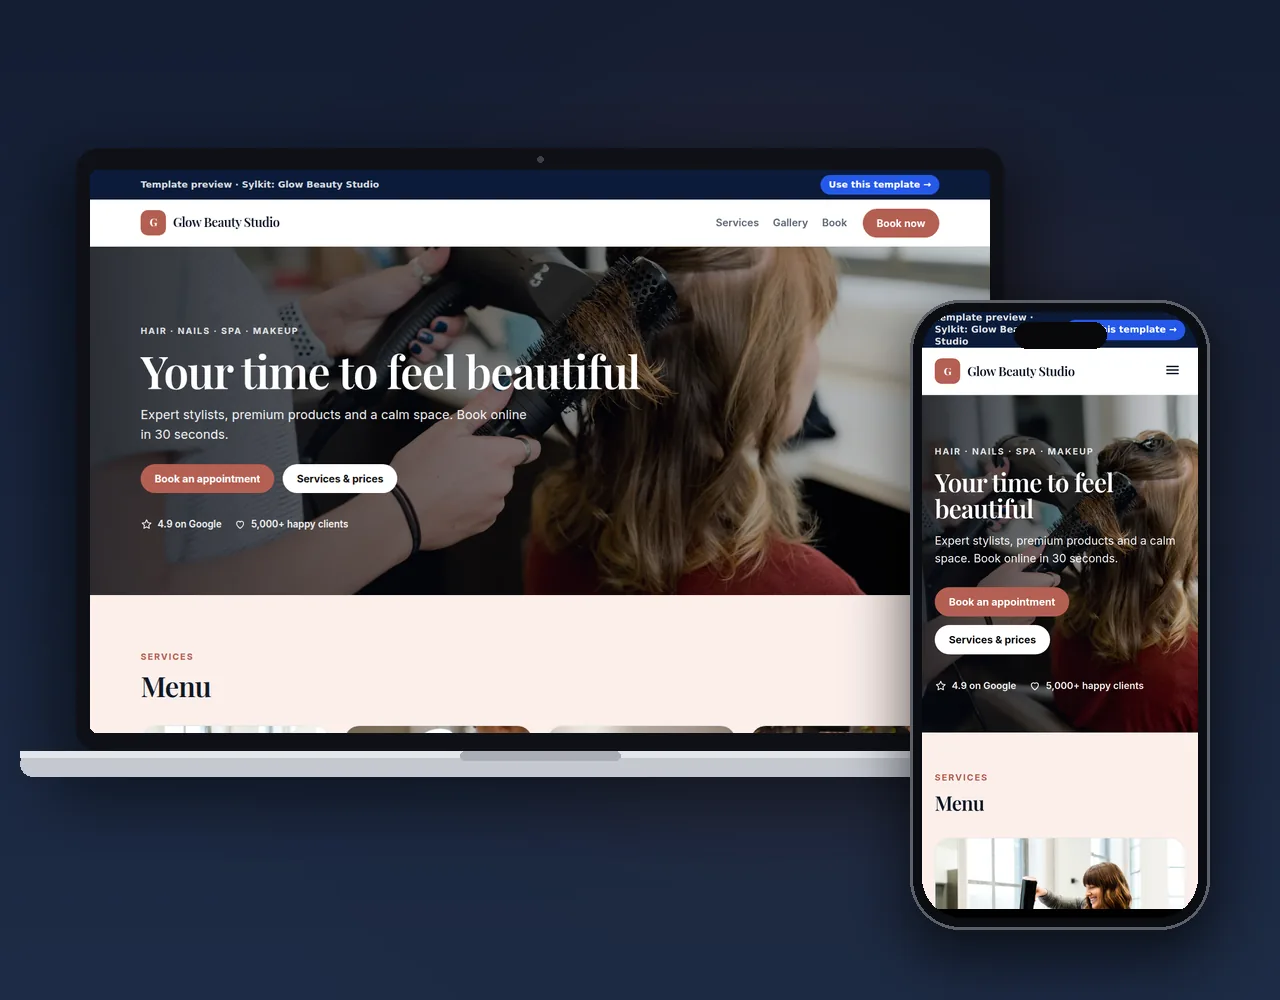 Template preview · Sylkit: Glow Beauty Studio
Use this template →
G
Glow Beauty Studio
Services
Gallery
Book
Book now
HAIR · NAILS · SPA · MAKEUP
Your time to feel beautiful
Expert stylists, premium products and a calm space. Book online
in 30 seconds.
Book an appointment
Services & prices
4.9 on Google
5,000+ happy clients
SERVICES
Menu
preview ·
Sylkit: Glow
Studio
template →
G
Glow Beauty Studio
HAIR · NAILS · SPA · MAKEUP
Your time to feel
beautiful
Expert stylists, premium products and a calm
space. Book online in 30 seconds.
Book an appointment
Services & prices
4.9 on Google
5,000+ happy clients
SERVICES
Menu